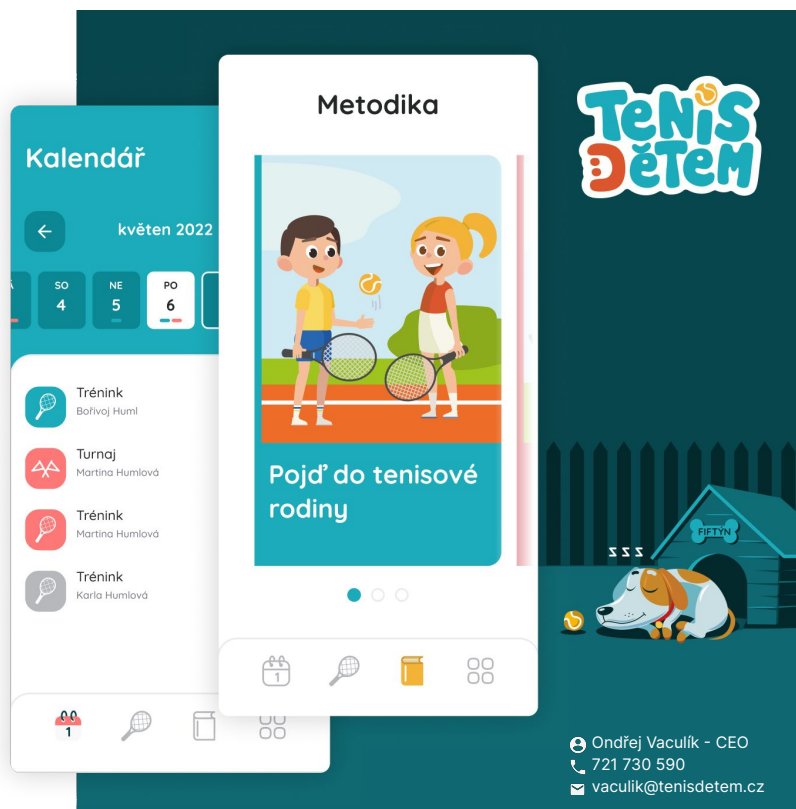 Kalendář
květen 2022
SO
4
NE
5
PO
6
Trénink
Bořivoj Huml
Turnaj
Martina Humlová
Trénink
Martina Humlová
Trénink
Karla Humlová
1
Metodika
Pojď do tenisové
rodiny
1
TENIS
DĚTEM
FIFTÝN
z z z
Ondřej Vaculík - CEO
721 730 590
vaculik@tenisdetem.cz